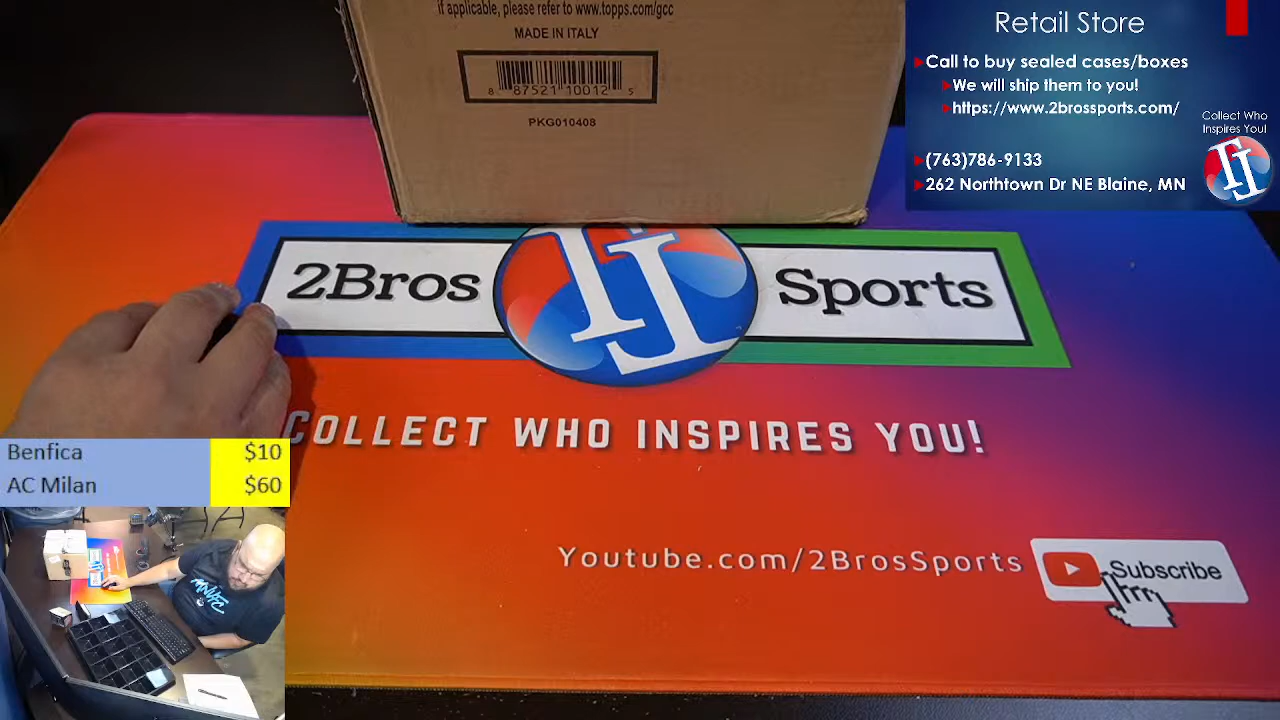 if applicable, please refer to www.topps.com/gcc
MADE IN ITALY
8 87521 10012 5
PKG010408
Retail Store
Call to buy sealed cases/boxes
We will ship them to you!
https://www.2brossports.com/
(763)786-9133
262 Northtown Dr NE Blaine, MN
Collect Who
Inspires You!
2Bros Sports
COLLECT WHO INSPIRES YOU!
Youtube.com/2BrosSports
Subscribe
Benfica $10
AC Milan $60